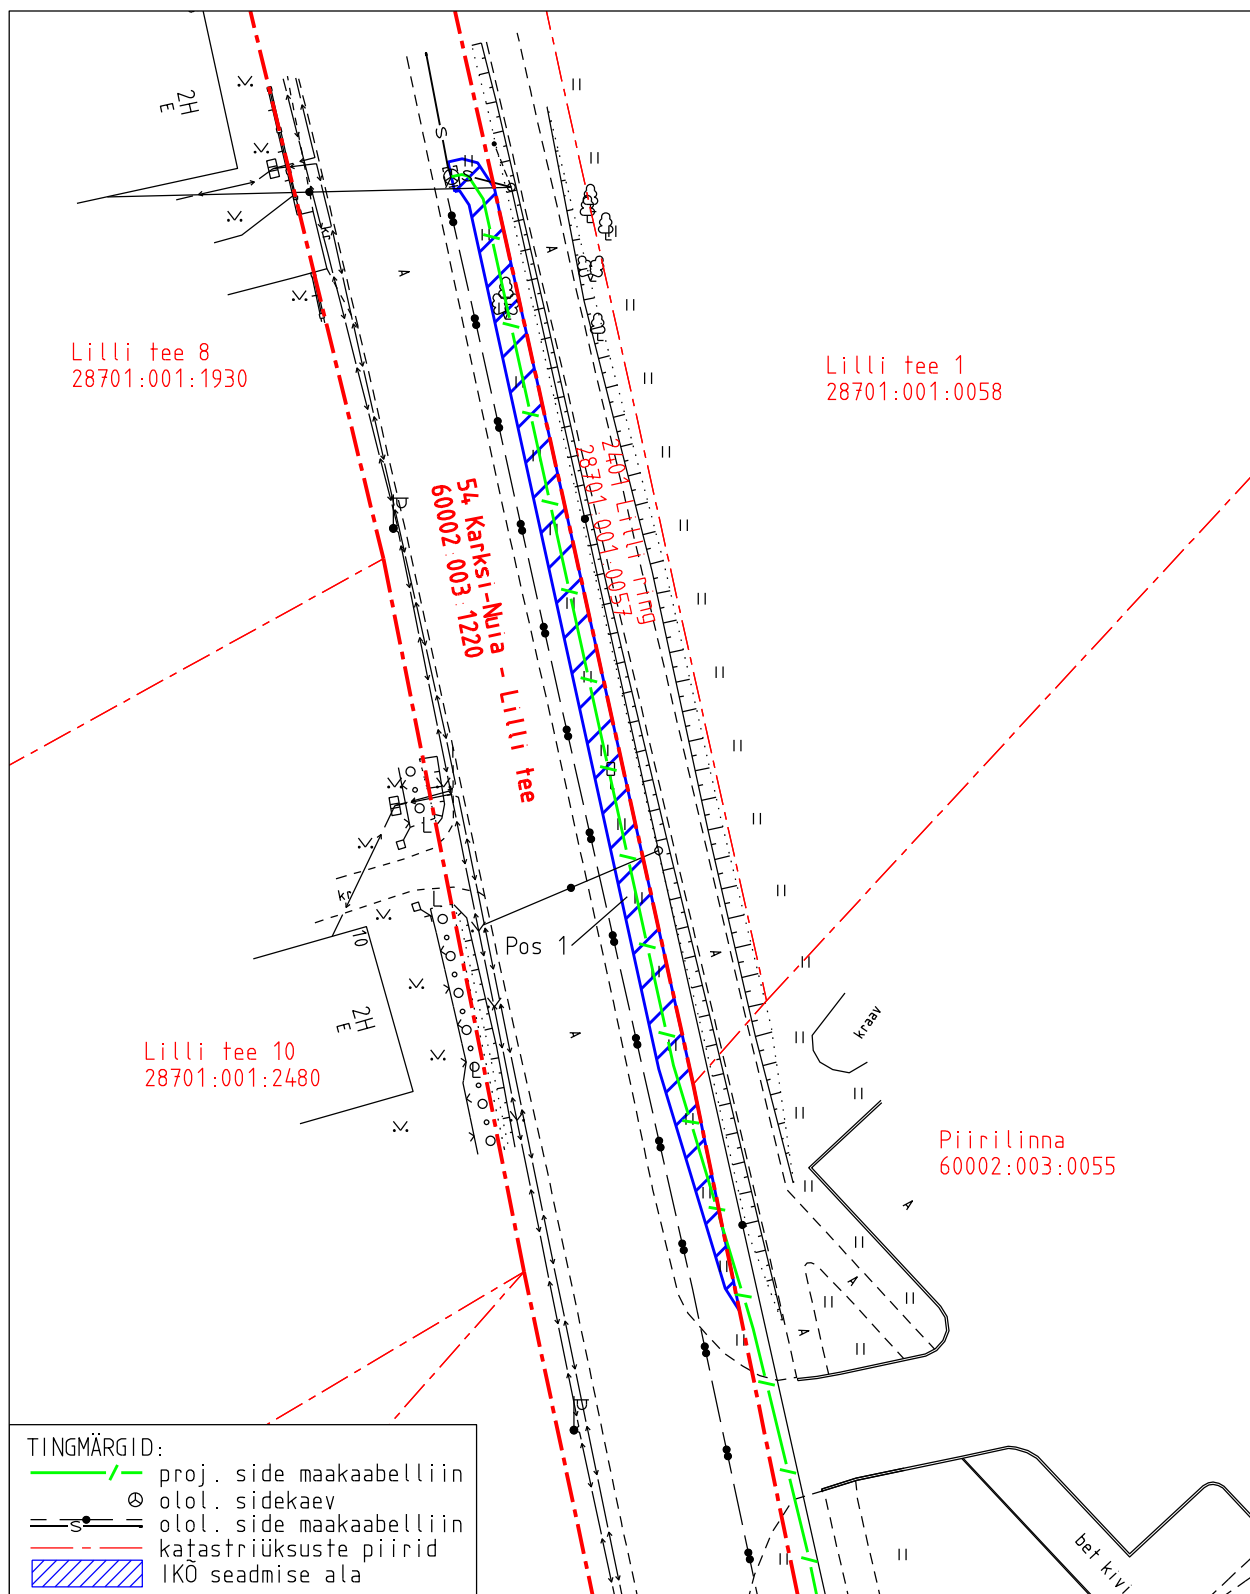 2H
E
S
kr
A
A
Lilli tee 8
28701:001:1930
Lilli tee 1
28701:001:0058
2401 Lilli ring
28701:001:0057
54 Karksi-Nuia - Lilli tee
60002:003:1220
kr
10
Pos 1
A
A
2H
E
kraav
Lilli tee 10
28701:001:2480
Piirilinna
60002:003:0055
A
A
A
TINGMÄRGID:
proj. side maakaabelliin
olol. sidekaev
S
olol. side maakaabelliin
katastriüksuste piirid
IKÕ seadmise ala
bet kivi